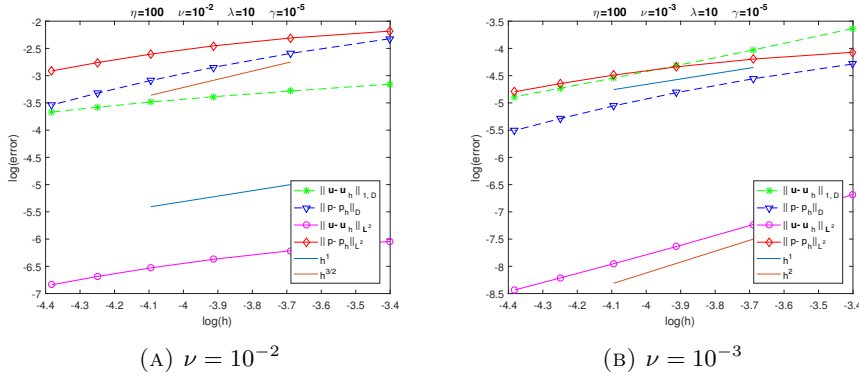 η=100 ν=10⁻² λ=10 γ=10⁻⁵
-2
-2.5
-3
-3.5
-4
-4.5
-5
-5.5
-6
-6.5
-7
log(error)
-4.4 -4.3 -4.2 -4.1 -4 -3.9 -3.8 -3.7 -3.6 -3.5 -3.4
log(h)
|| u- u_h ||_1, D
|| p- p_h||_D
|| u- u_h ||_L²
|| p- p_h||_L²
h¹
h^3/2
(A) ν = 10⁻²
η=100 ν=10⁻³ λ=10 γ=10⁻⁵
-3.5
-4
-4.5
-5
-5.5
-6
-6.5
-7
-7.5
-8
-8.5
log(error)
-4.4 -4.3 -4.2 -4.1 -4 -3.9 -3.8 -3.7 -3.6 -3.5 -3.4
log(h)
|| u- u_h ||_1, D
|| p- p_h||_D
|| u- u_h ||_L²
|| p- p_h||_L²
h¹
h²
(B) ν = 10⁻³